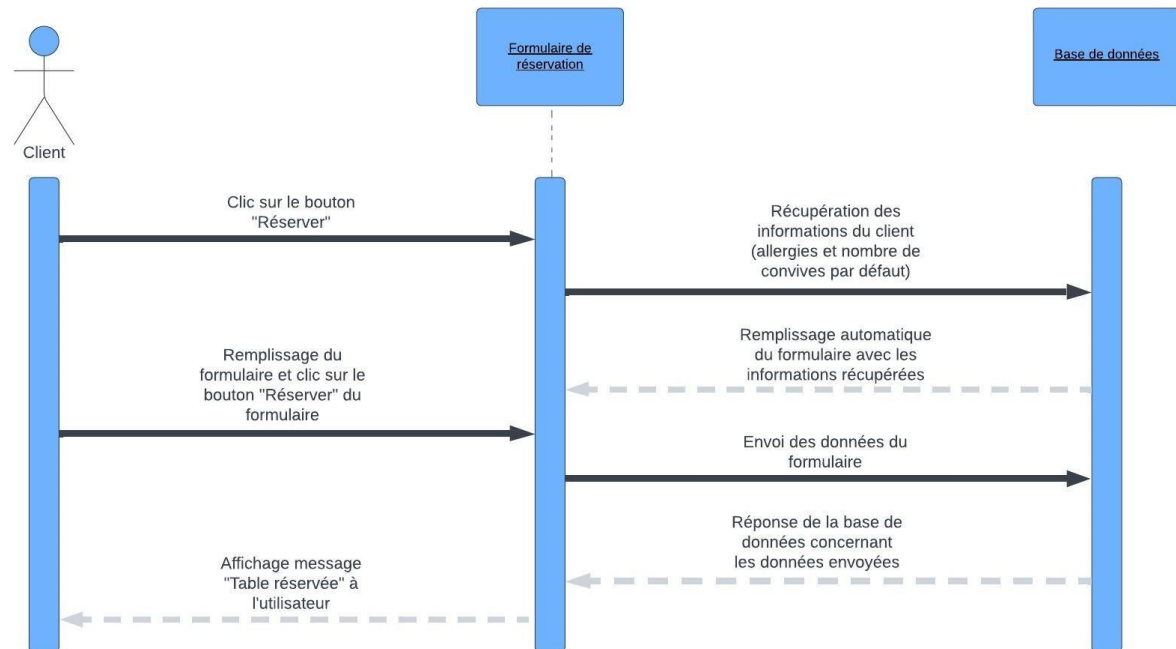 Formulaire de
réservation
Base de données
Client
Clic sur le bouton
"Réserver"
Récupération des
informations du client
(allergies et nombre de
convives par défaut)
Remplissage automatique
du formulaire avec les
informations récupérées
Remplissage du
formulaire et clic sur le
bouton "Réserver" du
formulaire
Envoi des données du
formulaire
Réponse de la base de
données concernant
les données envoyées
Affichage message
"Table réservée" à
l'utilisateur